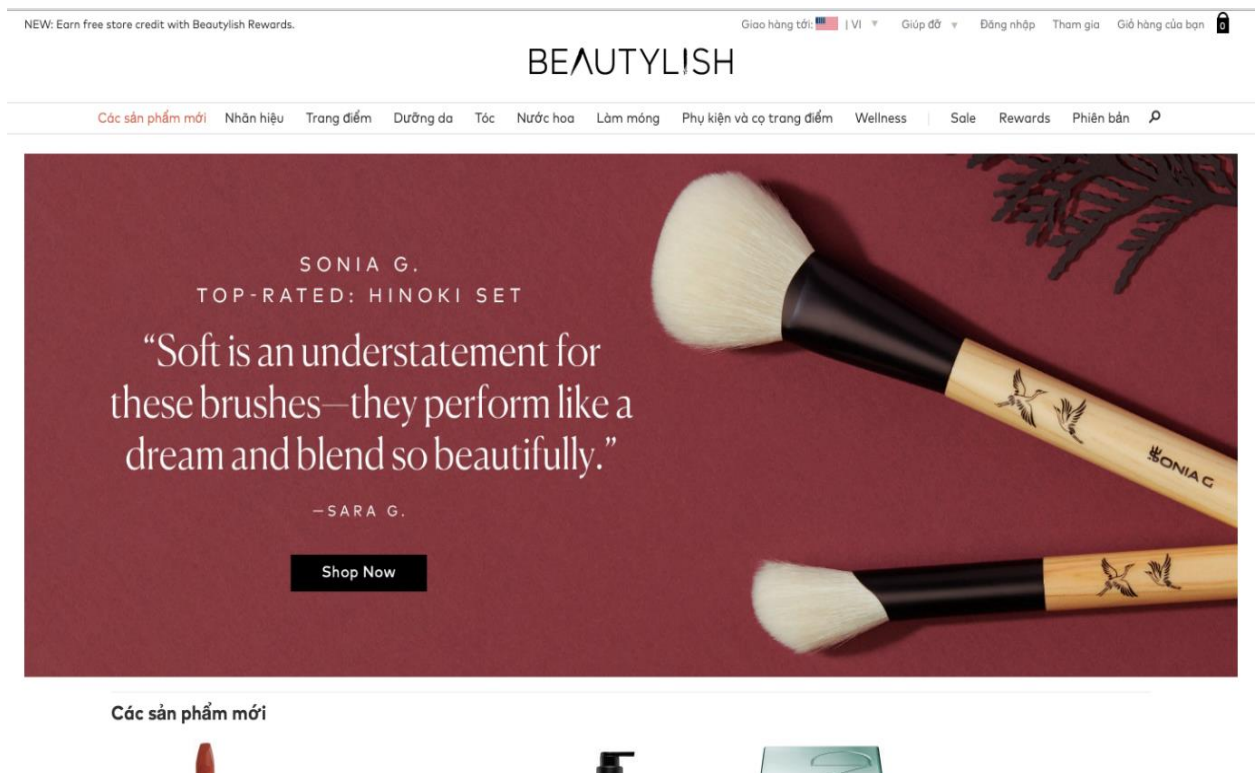 NEW: Earn free store credit with Beautylish Rewards.
Giao hàng tới: | VI Giúp đỡ Đăng nhập Tham gia Giỏ hàng của bạn 0
BEAUTYLISH
Các sản phẩm mới Nhãn hiệu Trang điểm Dưỡng da Tóc Nước hoa Làm móng Phụ kiện và cọ trang điểm Wellness Sale Rewards Phiên bản
SONIA G.
TOP-RATED: HINOKI SET
“Soft is an understatement for
these brushes—they perform like a
dream and blend so beautifully.”
—SARA G.
Shop Now
SONIA G
Các sản phẩm mới